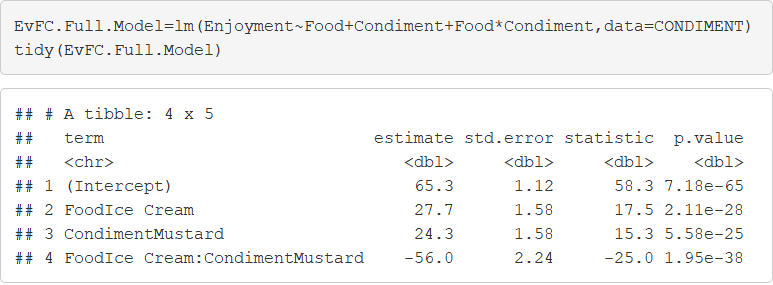 EvFC.Full.Model=lm(Enjoyment~Food+Condiment+Food*Condiment,data=CONDIMENT)
tidy(EvFC.Full.Model)
## # A tibble: 4 x 5
##   term                           estimate std.error statistic  p.value
##   <chr>                             <dbl>     <dbl>     <dbl>    <dbl>
## 1 (Intercept)                        65.3      1.12      58.3 7.18e-65
## 2 FoodIce Cream                      27.7      1.58      17.5 2.11e-28
## 3 CondimentMustard                   24.3      1.58      15.3 5.58e-25
## 4 FoodIce Cream:CondimentMustard    -56.0      2.24     -25.0 1.95e-38